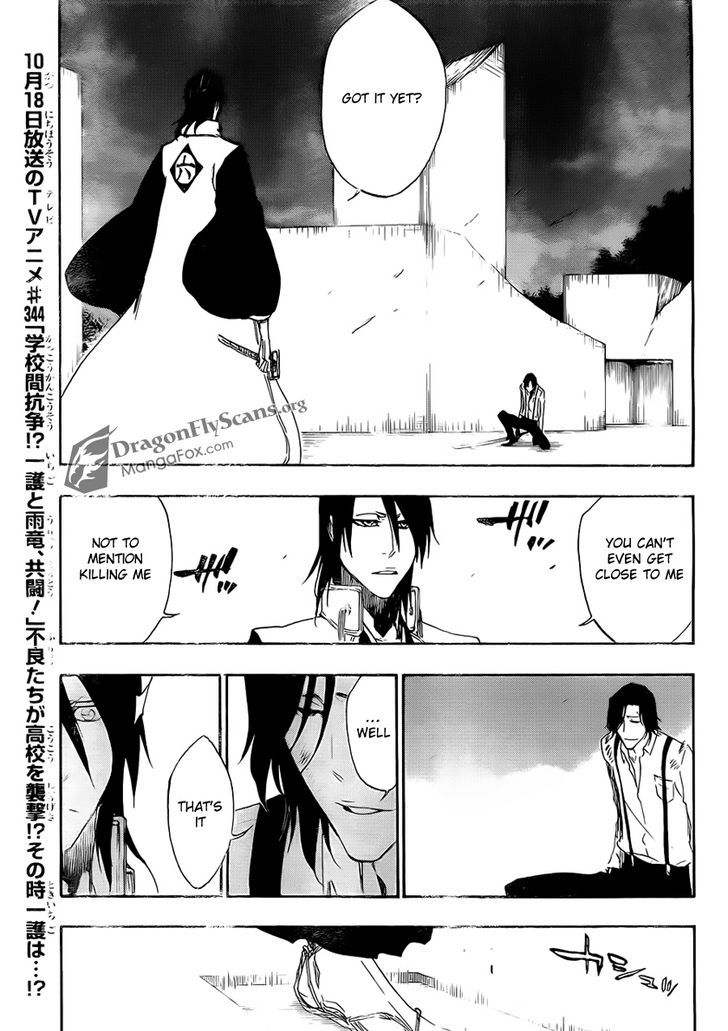 10月18日放送のTVアニメ♯344「学校間抗争!?一護と雨竜、共闘!」不良たちが高校を襲撃!?その時一護は…!?
GOT IT YET?
六
DragonFlyScans.org
MangaFox.com
YOU CAN'T
EVEN GET
CLOSE TO ME
NOT TO
MENTION
KILLING ME
...
WELL
THAT'S
IT